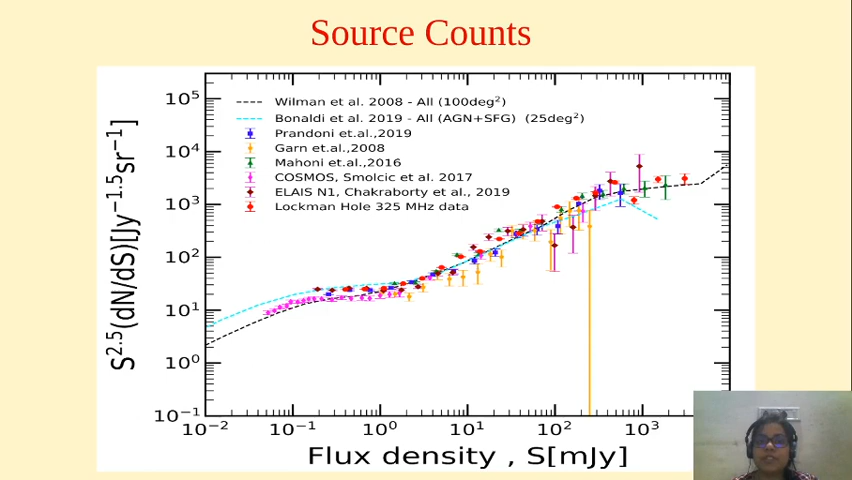 Source Counts
Wilman et al. 2008 - All (100deg²)
Bonaldi et al. 2019 - All (AGN+SFG) (25deg²)
Prandoni et.al.,2019
Garn et.al.,2008
Mahoni et.al.,2016
COSMOS, Smolcic et al. 2017
ELAIS N1, Chakraborty et al., 2019
Lockman Hole 325 MHz data
S^2.5(dN/dS)[Jy^-1.5sr^-1]
10^5
10^4
10^3
10^2
10^1
10^0
10^-1
10^-2 10^-1 10^0 10^1 10^2 10^3
Flux density , S[mJy]